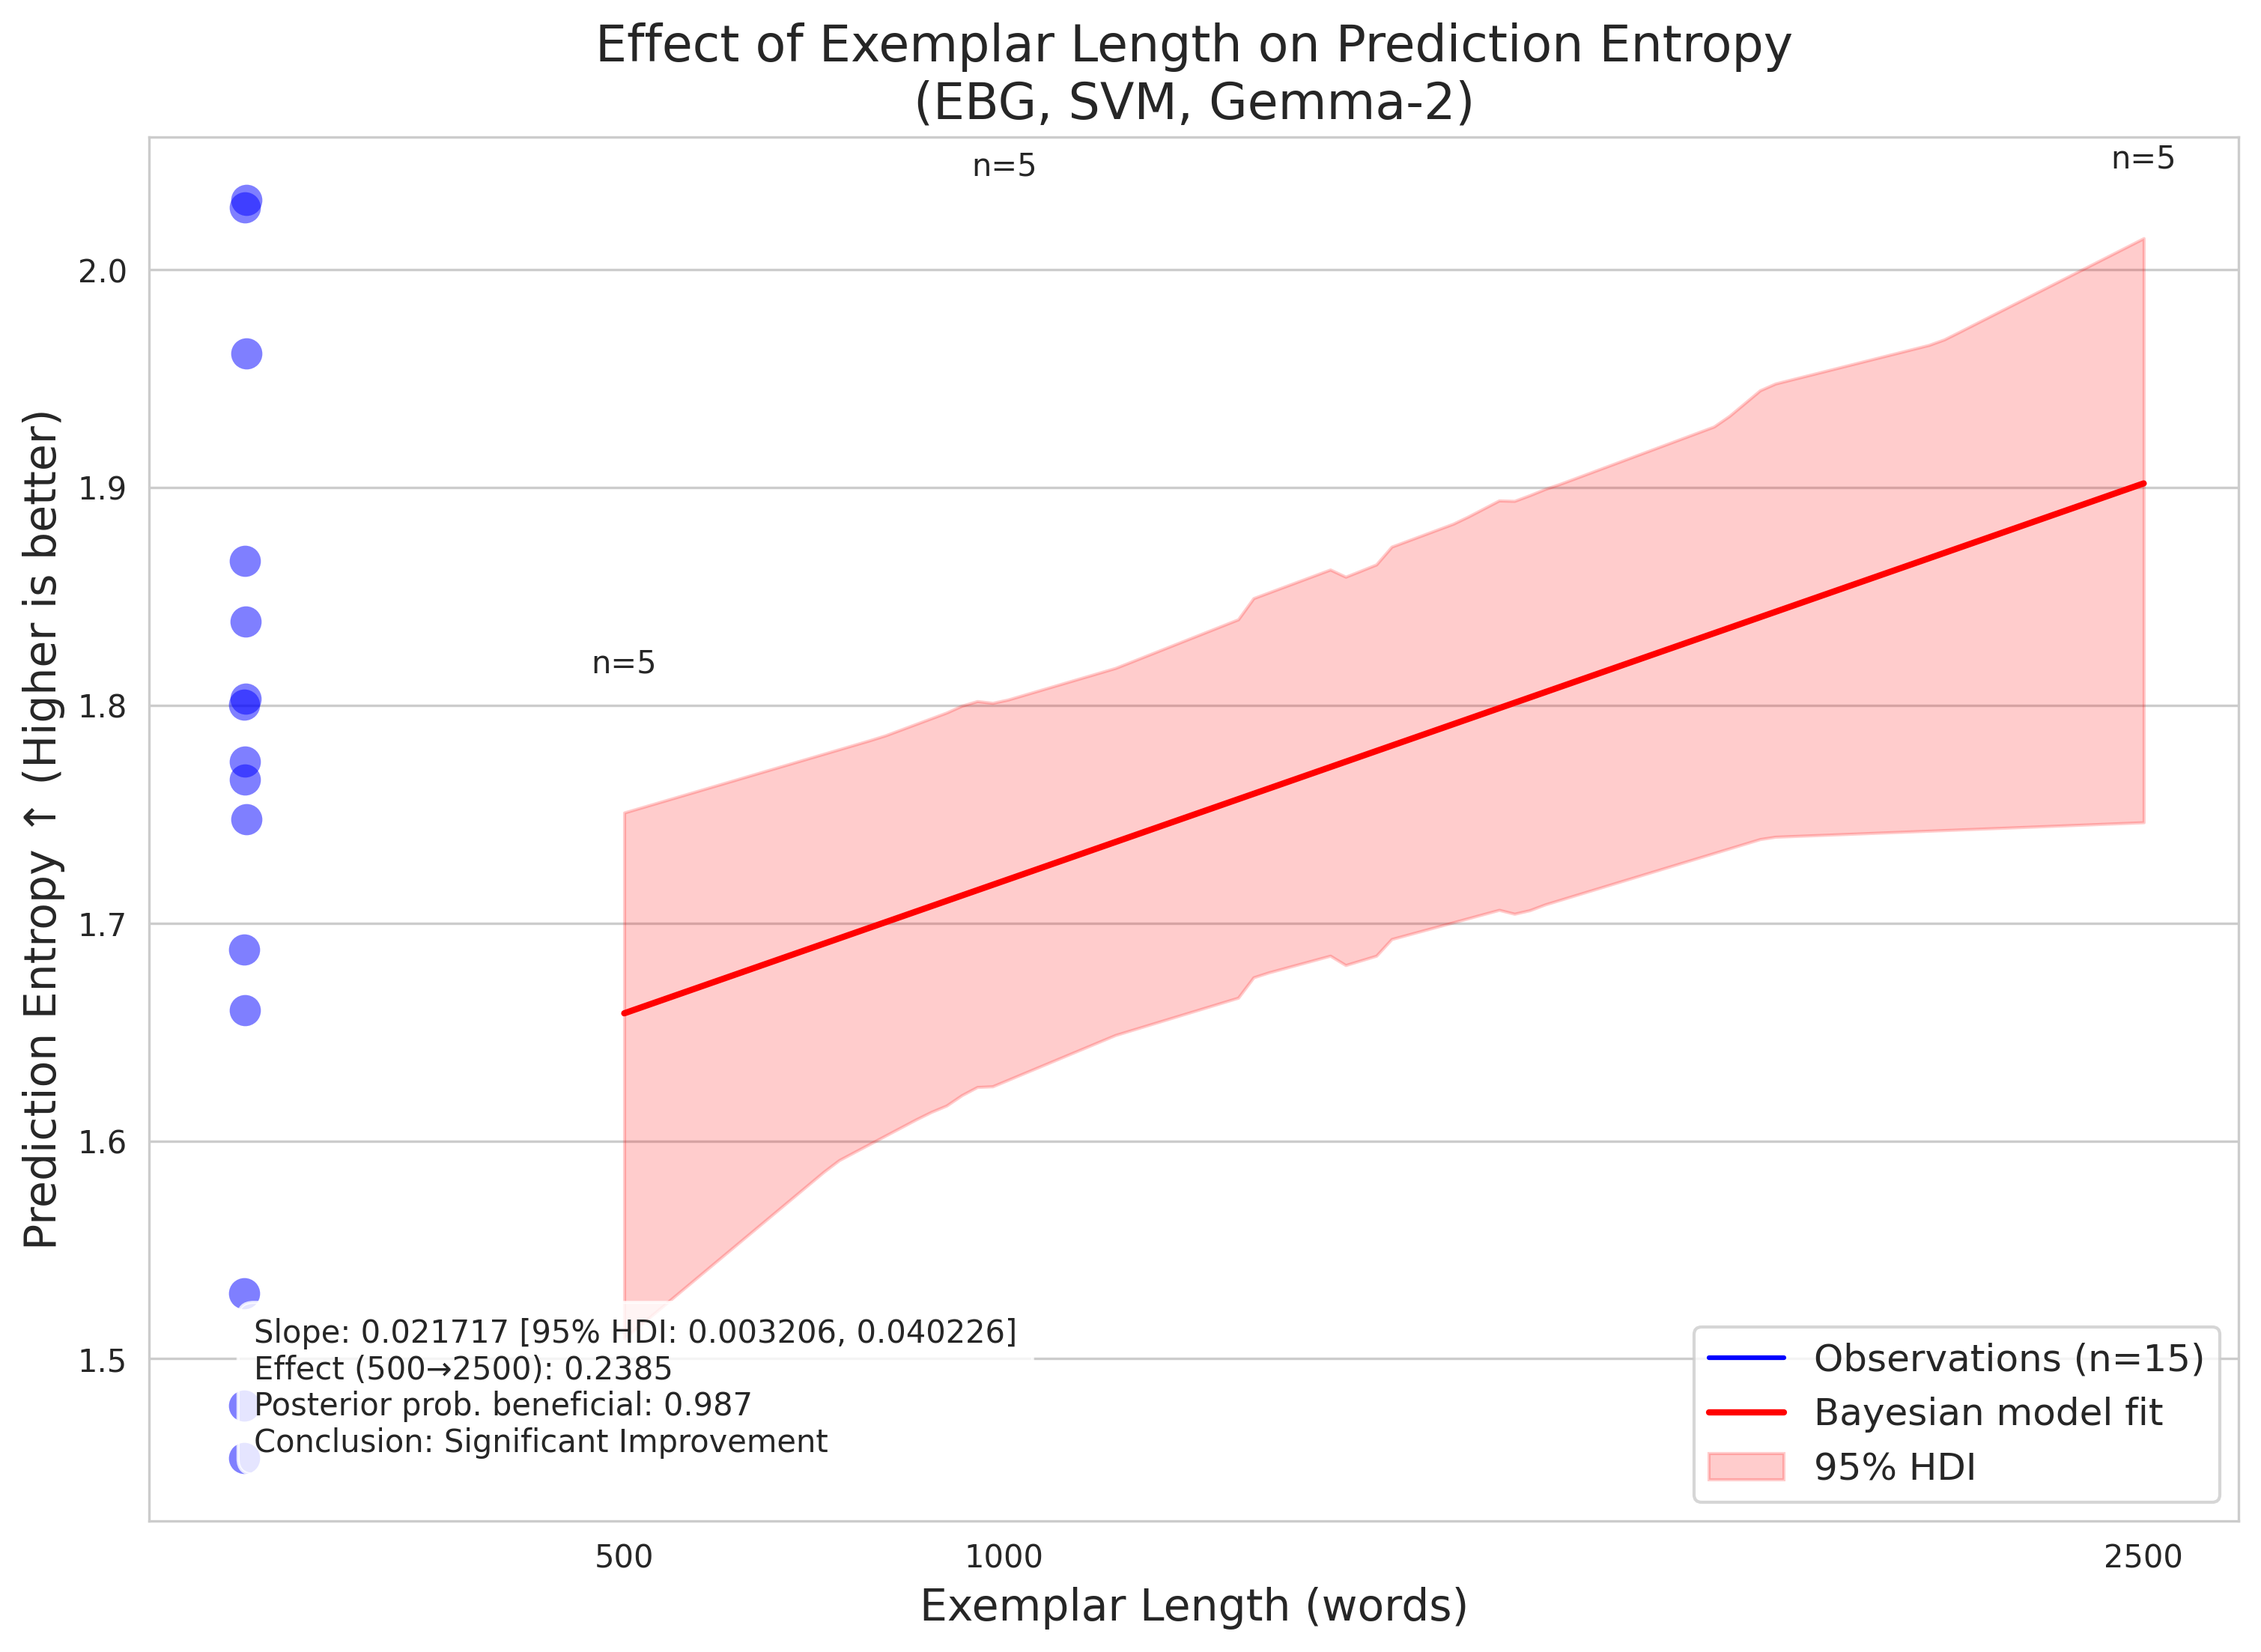 Effect of Exemplar Length on Prediction Entropy
(EBG, SVM, Gemma-2)
n=5
n=5
n=5
Prediction Entropy ↑ (Higher is better)
2.0
1.9
1.8
1.7
1.6
1.5
Slope: 0.021717 [95% HDI: 0.003206, 0.040226]
Effect (500→2500): 0.2385
Posterior prob. beneficial: 0.987
Conclusion: Significant Improvement
Observations (n=15)
Bayesian model fit
95% HDI
500
1000
2500
Exemplar Length (words)